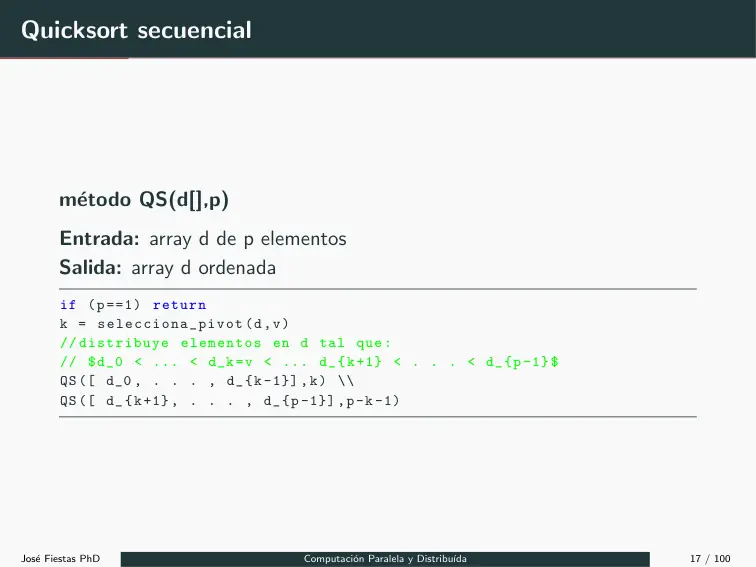 Quicksort secuencial
método QS(d[],p)
Entrada: array d de p elementos
Salida: array d ordenada
if (p==1) return
k = selecciona_pivot(d,v)
//distribuye elementos en d tal que:
// $d_0 < ... < d_k=v < ... d_{k+1} < . . . < d_{p-1}$
QS([ d_0, . . . , d_{k-1}],k) \\
QS([ d_{k+1}, . . . , d_{p-1}],p-k-1)
José Fiestas PhD
Computación Paralela y Distribuída
17 / 100